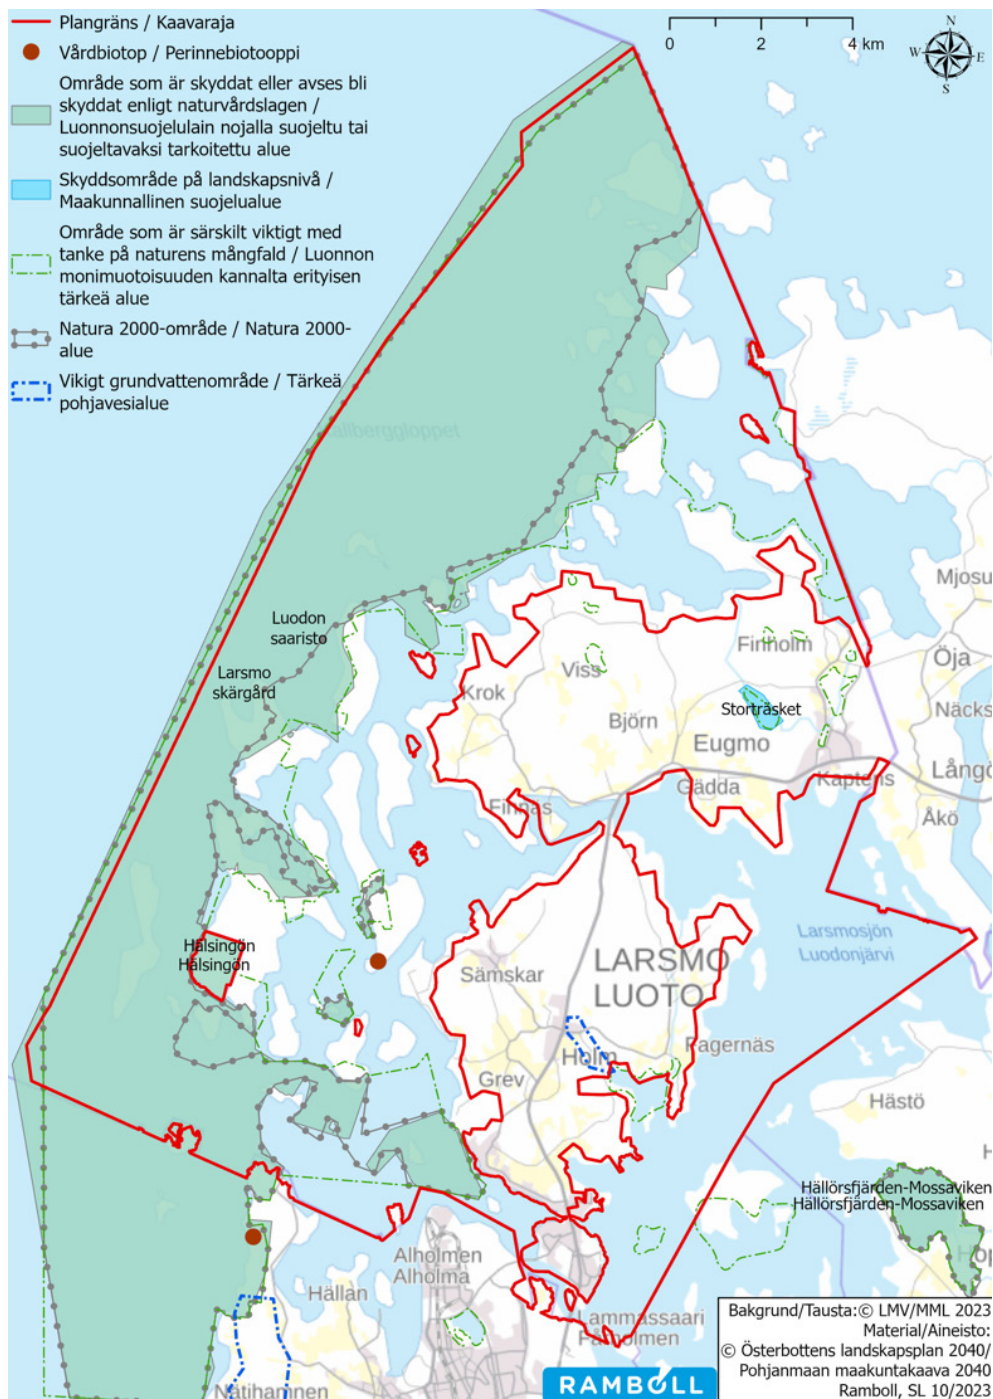 Plangräns / Kaavaraja
Vårdbiotop / Perinnebiotooppi
Område som är skyddat eller avses bli
skyddat enligt naturvårdslagen /
Luonnonsuojelulain nojalla suojeltu tai
suojeltavaksi tarkoitettu alue
Skyddsområde på landskapsnivå /
Maakunnallinen suojelualue
Område som är särskilt viktigt med
tanke på naturens mångfald / Luonnon
monimuotoisuuden kannalta erityisen
tärkeä alue
Natura 2000-område / Natura 2000-
alue
Vikigt grundvattenområde / Tärkeä
pohjavesialue
0 2 4 km
N
W E
S
Luodon
saaristo
Larsmo
skärgård
Mjosu
Finholm
Öja
Viss
Krok
Storträsket
Näcks
Björn
Eugmo
Långö
Gädda
Kaptens
Finnäs
Åkö
Larsmosjön
Luodonjärvi
Hälsingön
Hälsingön
LARSMO
LUOTO
Sämskar
Holm
Fagernäs
Grev
Hästö
Hällörsfjärden-Mossaviken
Hällörsfjärden-Mossaviken
Alholmen
Alholma
Hällan
Lammassaari
Fårholmen
Nätihamnen
Bakgrund/Tausta:© LMV/MML 2023
Material/Aineisto:
© Österbottens landskapsplan 2040/
Pohjanmaan maakuntakaava 2040
Ramboll, SL 10/2023
RAMBOLL